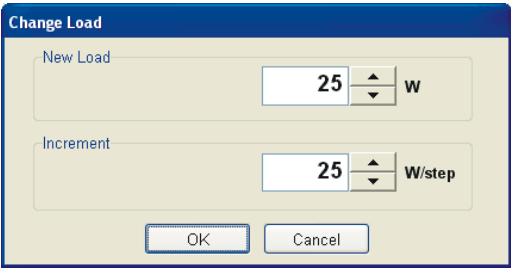 Change Load
New Load
25 W
Increment
25 W/step
OK Cancel